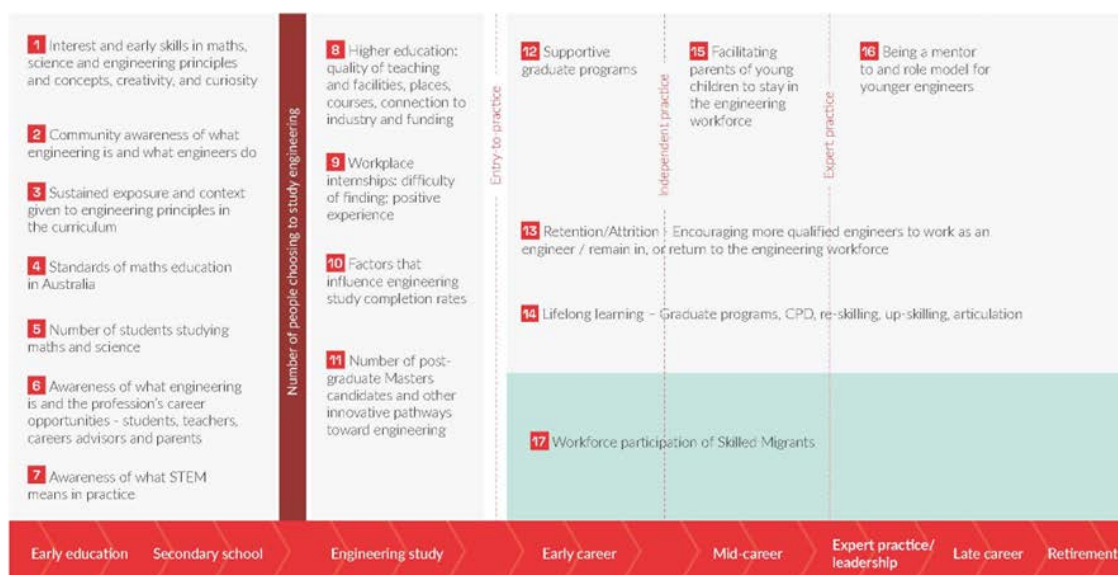 1 Interest and early skills in maths,
science and engineering principles
and concepts, creativity, and curiosity
2 Community awareness of what
engineering is and what engineers do
3 Sustained exposure and context
given to engineering principles in
the curriculum
4 Standards of maths education
in Australia
5 Number of students studying
maths and science
6 Awareness of what engineering
is and the profession's career
opportunities - students, teachers,
careers advisors and parents
7 Awareness of what STEM
means in practice
Number of people choosing to study engineering
8 Higher education:
quality of teaching
and facilities, places,
courses, connection to
industry and funding
9 Workplace
internships: difficulty
of finding; positive
experience
10 Factors that
influence engineering
study completion rates
11 Number of post-
graduate Masters
candidates and other
innovative pathways
toward engineering
Entry-to-practice
12 Supportive
graduate programs
Independent practice
15 Facilitating
parents of young
children to stay in
the engineering
workforce
Expert practice
16 Being a mentor
to and role model for
younger engineers
13 Retention/Attrition - Encouraging more qualified engineers to work as an
engineer / remain in, or return to the engineering workforce
14 Lifelong learning – Graduate programs, CPD, re-skilling, up-skilling, articulation
17 Workforce participation of Skilled Migrants
Early education
Secondary school
Engineering study
Early career
Mid-career
Expert practice/
leadership
Late career
Retirement